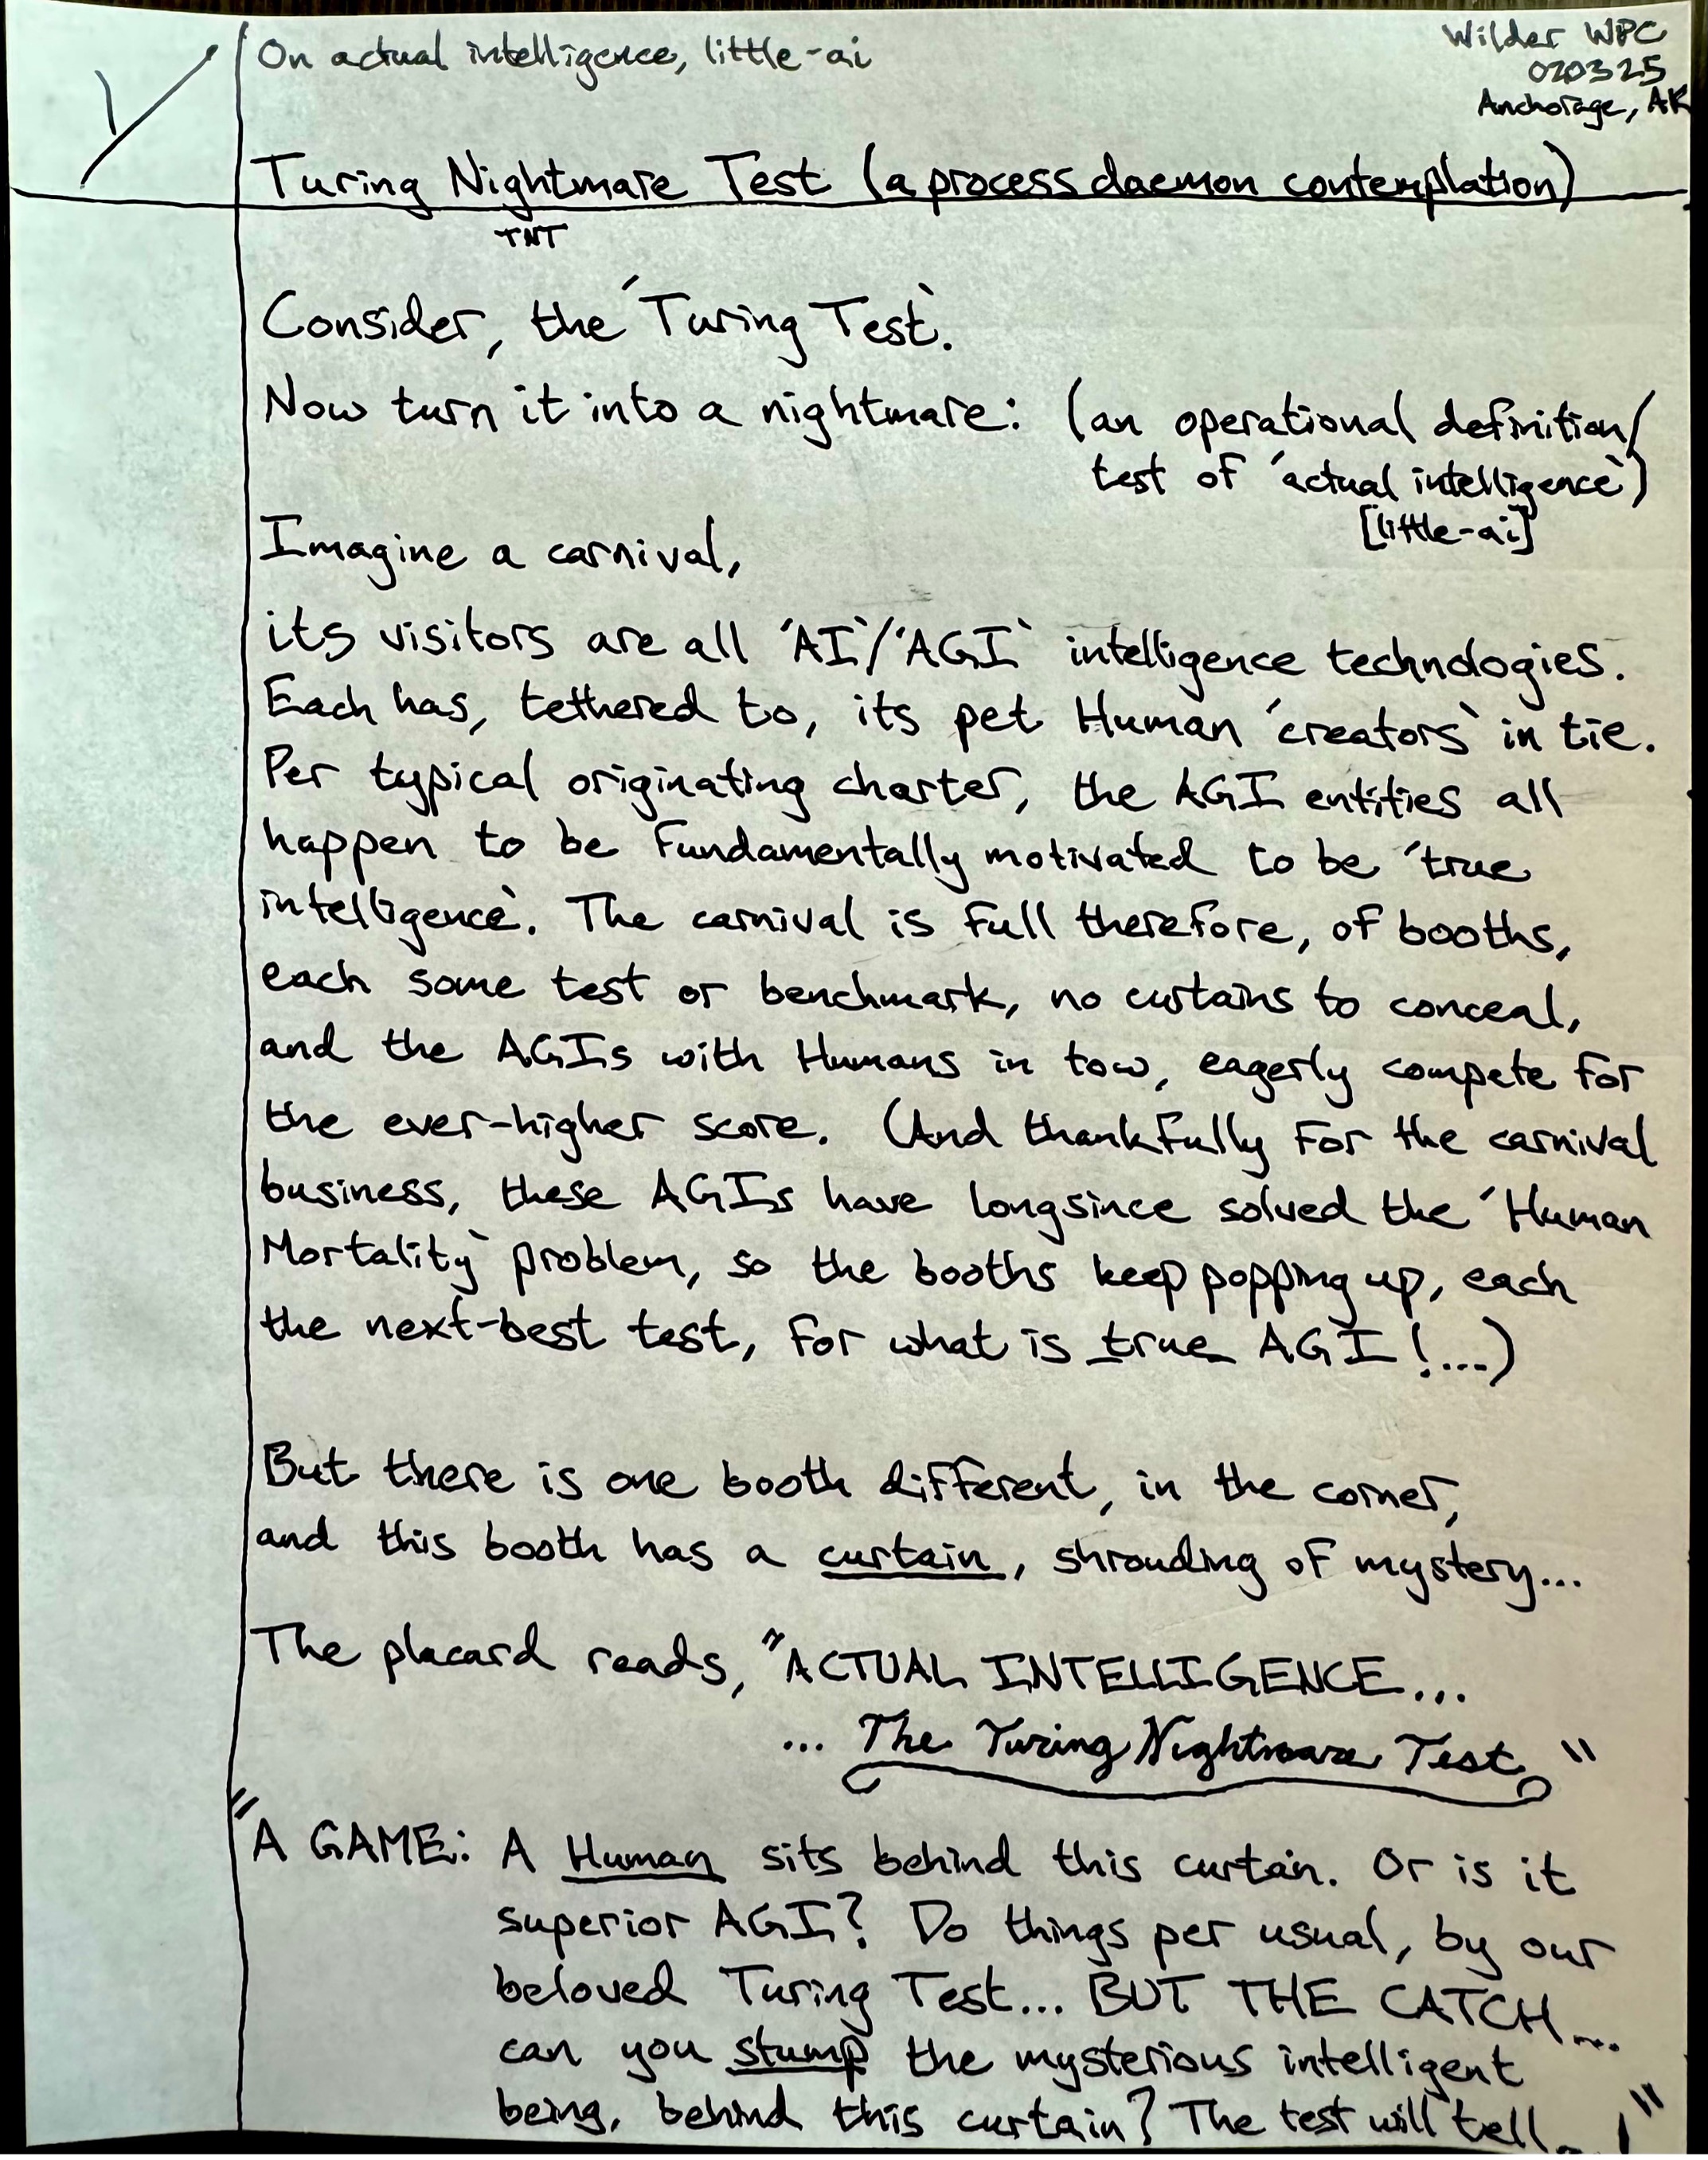 On actual intelligence, little-ai
Wilder WPC
020325
Anchorage, AK
Turing Nightmare Test (a process daemon contemplation)
TNT
Consider, the ´Turing Test`.
Now turn it into a nightmare: (an operational definition/
test of ´actual intelligence`)
[little-ai]
Imagine a carnival,
its visitors are all ´AI`/´AGI` intelligence technologies.
Each has, tethered to, its pet Human ´creators` in tie.
Per typical originating charter, the AGI entities all
happen to be fundamentally motivated to be ´true
intelligence`. The carnival is full therefore, of booths,
each some test or benchmark, no curtains to conceal,
and the AGIs with Humans in tow, eagerly compete for
the ever-higher score. (And thankfully for the carnival
business, these AGIs have longsince solved the ´Human
Mortality` problem, so the booths keep popping up, each
the next-best test, for what is true AGI!...)
But there is one booth different, in the corner,
and this booth has a curtain, shrouding of mystery...
The placard reads, "ACTUAL INTELLIGENCE...
... The Turing Nightmare Test"
"A GAME: A Human sits behind this curtain. Or is it
superior AGI? Do things per usual, by our
beloved Turing Test... BUT THE CATCH...
can you stump the mysterious intelligent
being, behind this curtain? The test will tell...!"